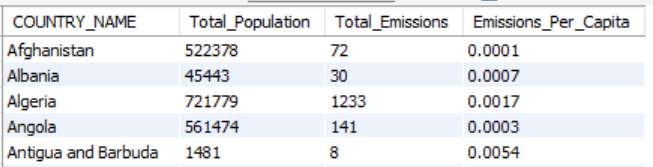 COUNTRY_NAME Total_Population Total_Emissions Emissions_Per_Capita
Afghanistan 522378 72 0.0001
Albania 45443 30 0.0007
Algeria 721779 1233 0.0017
Angola 561474 141 0.0003
Antigua and Barbuda 1481 8 0.0054